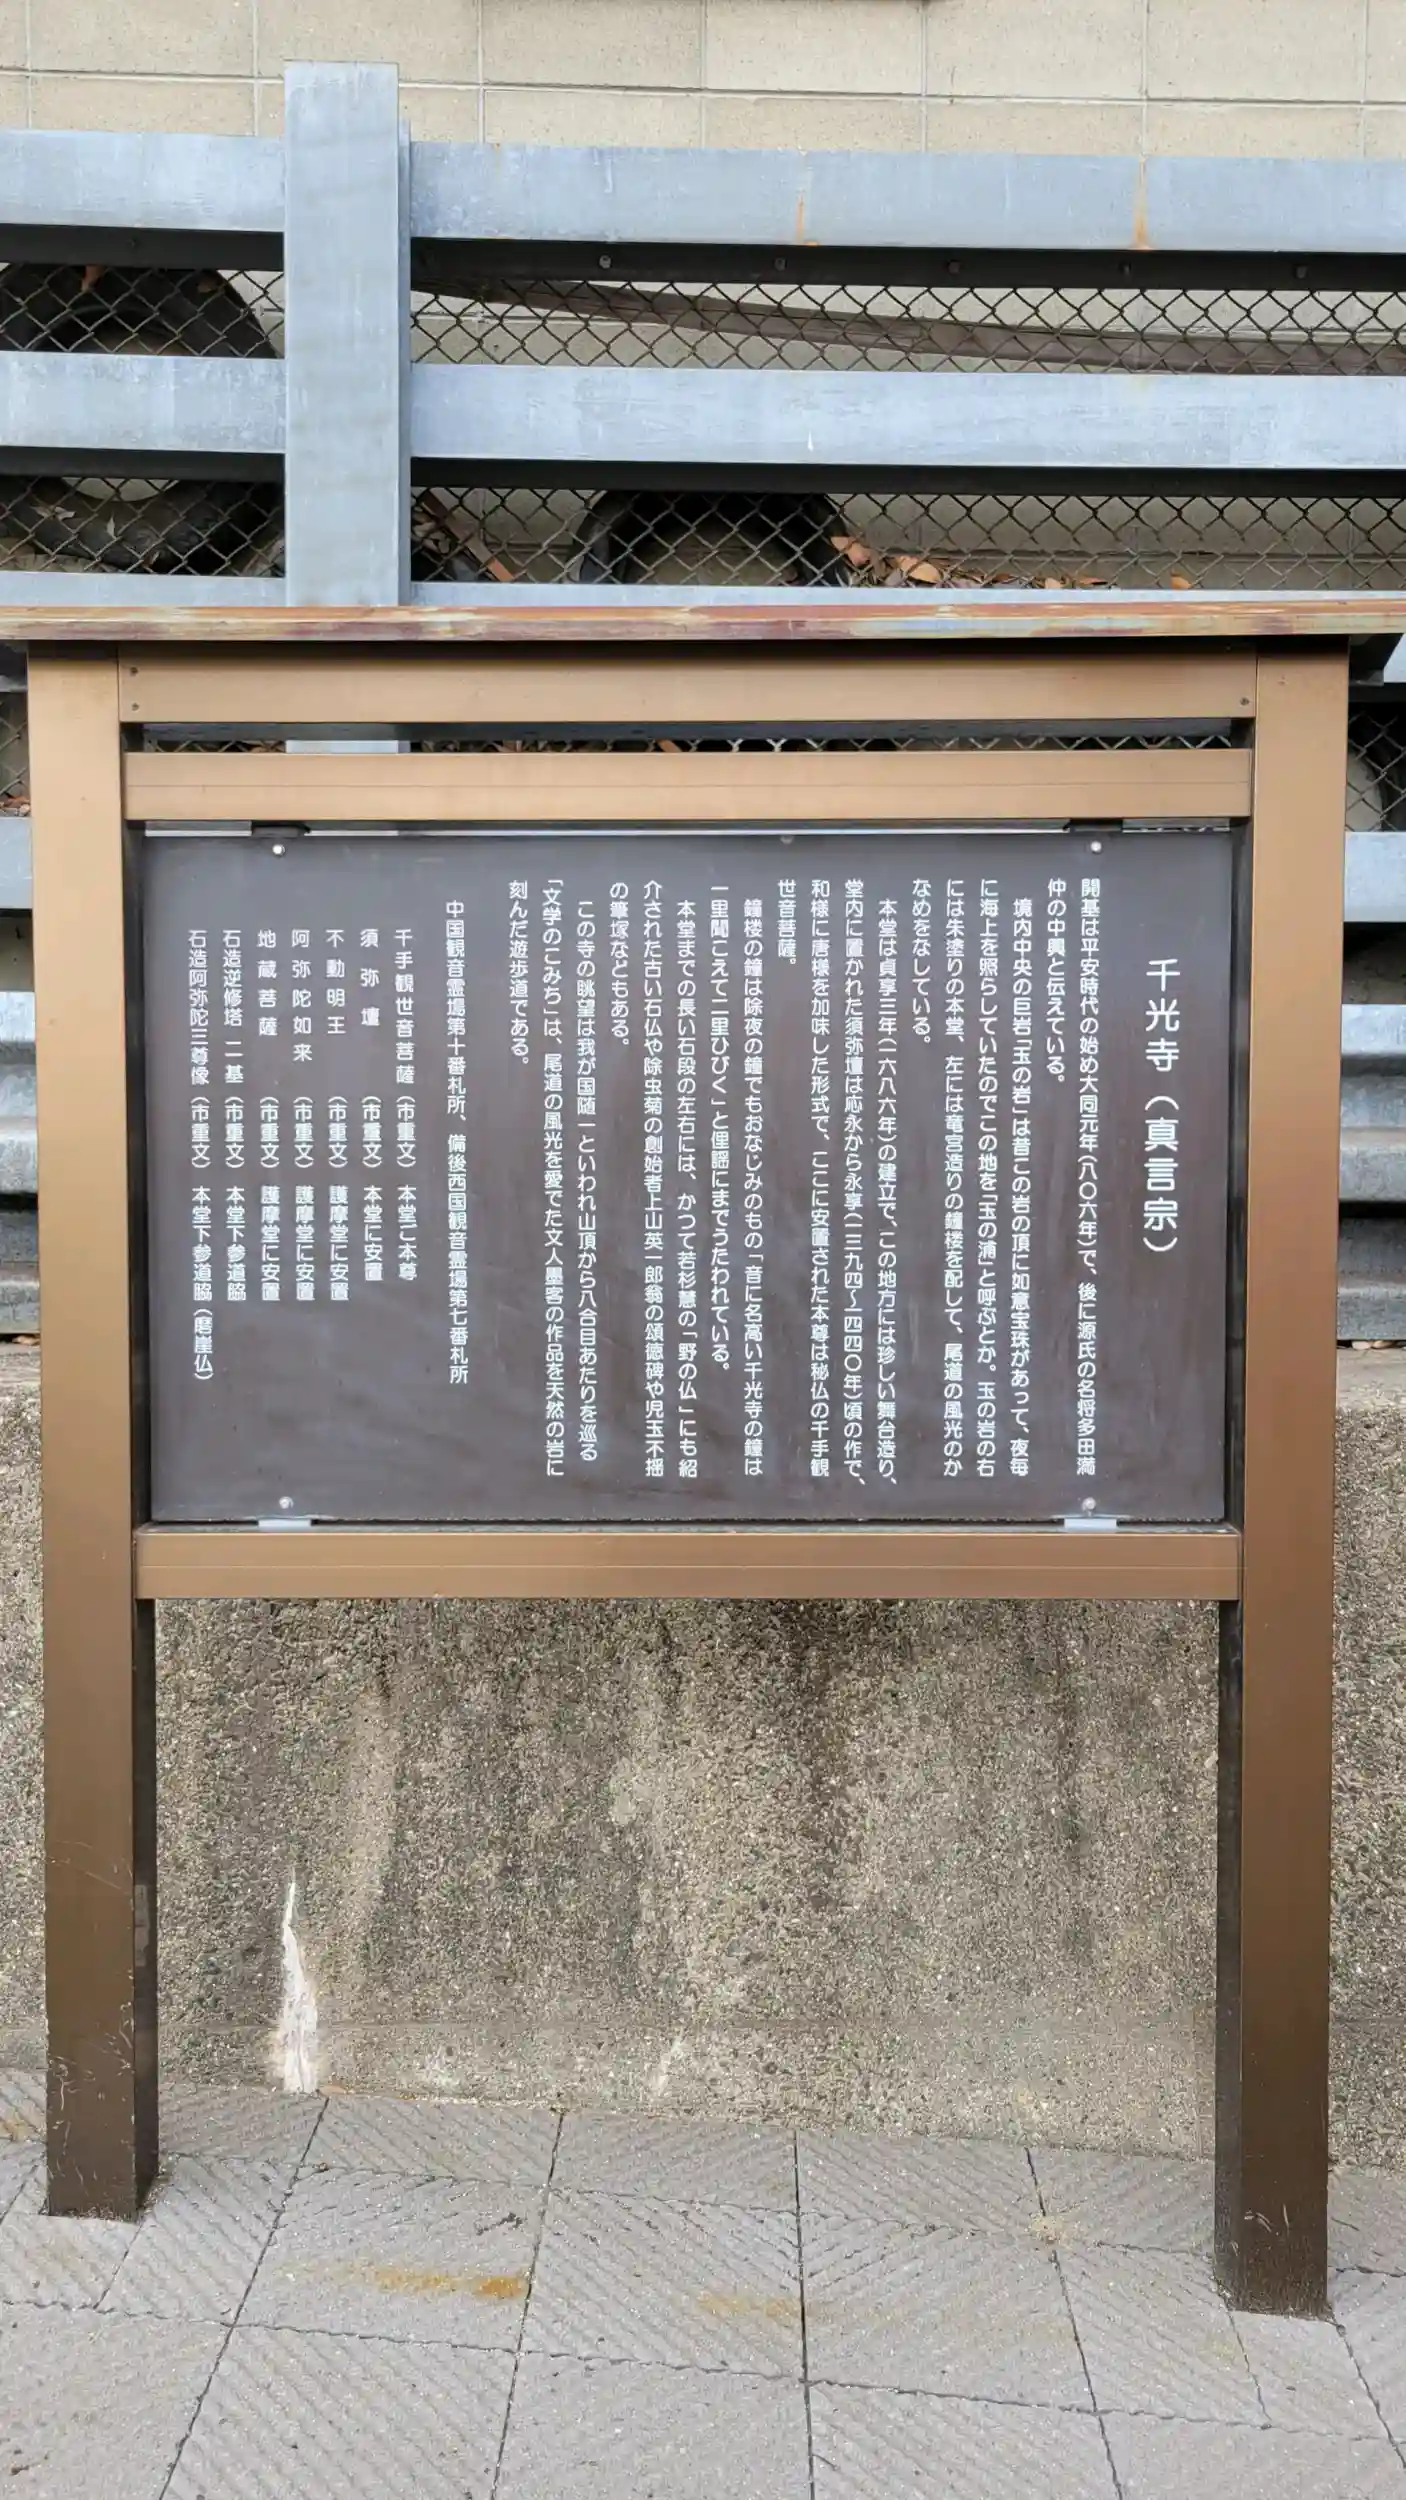 千光寺（真言宗）
開基は平安時代の始め大同元年（八〇六年）で、後に源氏の名将多田満
仲の中興と伝えている。
境内中央の巨岩「玉の岩」は昔この岩の頂に如意宝珠があって、夜毎
に海上を照らしていたのでこの地を「玉の浦」と呼ぶとか。玉の岩の右
には朱塗りの本堂、左には竜宮造りの鐘楼を配して、尾道の風光のか
なめをなしている。
本堂は貞享三年（一六八六年）の建立で、この地方には珍しい舞台造り、
堂内に置かれた須弥壇は応永から永享（一三九四〜一四四〇年）頃の作で、
和様に唐様を加味した形式で、ここに安置された本尊は秘仏の千手観
世音菩薩。
鐘楼の鐘は除夜の鐘でもおなじみのもの「音に名高い千光寺の鐘は
一里聞こえて二里ひびく」と俚謡にまでうたわれている。
本堂までの長い石段の左右には、かつて若杉慧の「野の仏」にも紹
介された古い石仏や除虫菊の創始者上山英一郎翁の頌徳碑や児玉不揺
の筆塚などもある。
この寺の眺望は我が国随一といわれ山頂から八合目あたりを巡る
「文学のこみち」は、尾道の風光を愛でた文人墨客の作品を天然の岩に
刻んだ遊歩道である。
中国観音霊場第十番札所、備後西国観音霊場第七番札所
千手観世音菩薩（市重文）本堂ご本尊
須弥壇（市重文）本堂に安置
不動明王（市重文）護摩堂に安置
阿弥陀如来（市重文）護摩堂に安置
地蔵菩薩（市重文）護摩堂に安置
石造逆修塔 二基（市重文）本堂下参道脇
石造阿弥陀三尊像（市重文）本堂下参道脇（磨崖仏）